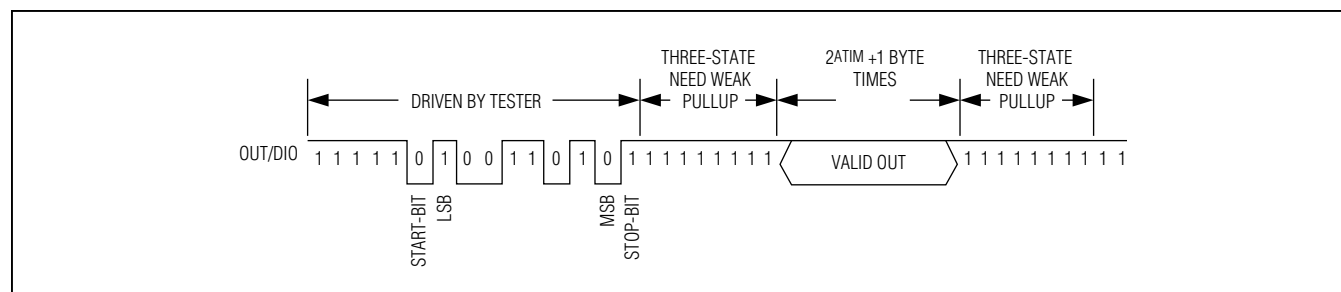 THREE-STATE NEED WEAK PULLUP
2ATIM +1 BYTE TIMES
THREE-STATE NEED WEAK PULLUP
DRIVEN BY TESTER
OUT/DIO 1 1 1 1 1 0 1 0 0 1 1 0 1 0 1 1 1 1 1 1 1 1 VALID OUT 1 1 1 1 1 1 1 1 1 1
START-BIT
LSB
MSB
STOP-BIT